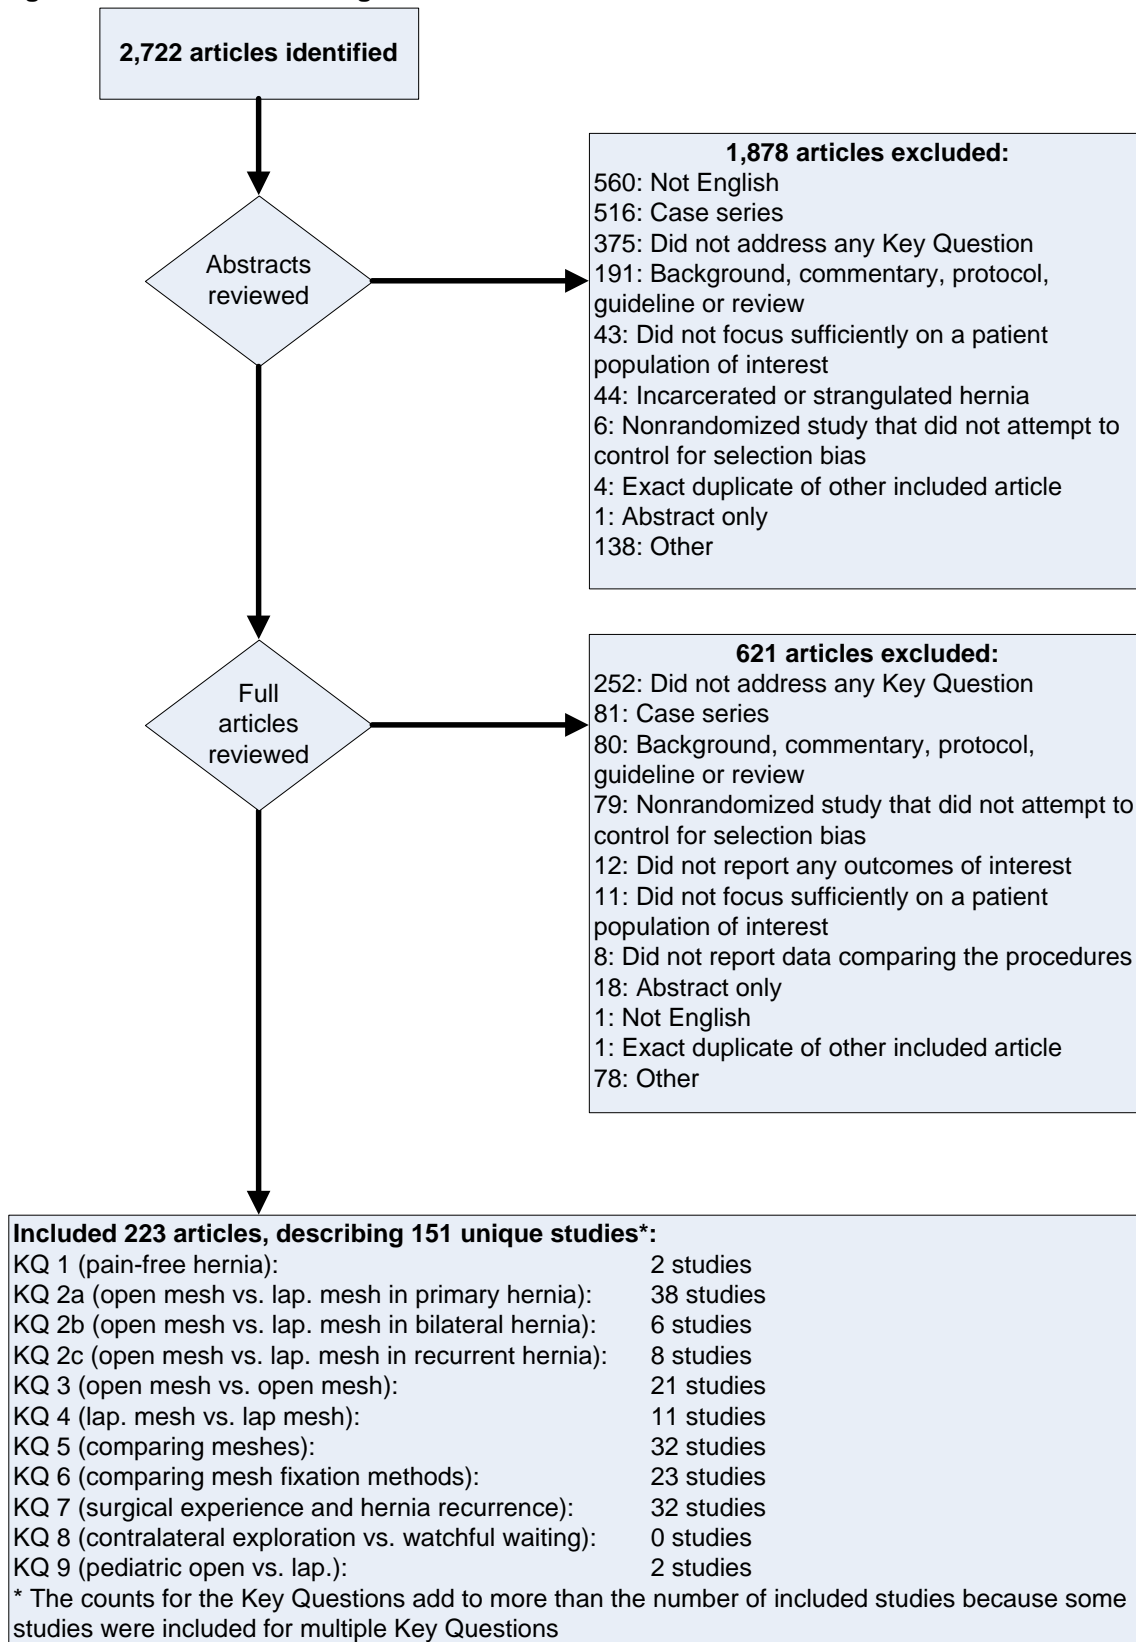 2,722 articles identified
1,878 articles excluded:
560: Not English
516: Case series
375: Did not address any Key Question
191: Background, commentary, protocol,
guideline or review
43: Did not focus sufficiently on a patient
population of interest
44: Incarcerated or strangulated hernia
6: Nonrandomized study that did not attempt to
control for selection bias
4: Exact duplicate of other included article
1: Abstract only
138: Other
Abstracts
reviewed
621 articles excluded:
252: Did not address any Key Question
81: Case series
80: Background, commentary, protocol,
guideline or review
79: Nonrandomized study that did not attempt to
control for selection bias
12: Did not report any outcomes of interest
11: Did not focus sufficiently on a patient
population of interest
8: Did not report data comparing the procedures
18: Abstract only
1: Not English
1: Exact duplicate of other included article
78: Other
Full
articles
reviewed
Included 223 articles, describing 151 unique studies*:
KQ 1 (pain-free hernia): 2 studies
KQ 2a (open mesh vs. lap. mesh in primary hernia): 38 studies
KQ 2b (open mesh vs. lap. mesh in bilateral hernia): 6 studies
KQ 2c (open mesh vs. lap. mesh in recurrent hernia): 8 studies
KQ 3 (open mesh vs. open mesh): 21 studies
KQ 4 (lap. mesh vs. lap mesh): 11 studies
KQ 5 (comparing meshes): 32 studies
KQ 6 (comparing mesh fixation methods): 23 studies
KQ 7 (surgical experience and hernia recurrence): 32 studies
KQ 8 (contralateral exploration vs. watchful waiting): 0 studies
KQ 9 (pediatric open vs. lap.): 2 studies
* The counts for the Key Questions add to more than the number of included studies because some
studies were included for multiple Key Questions